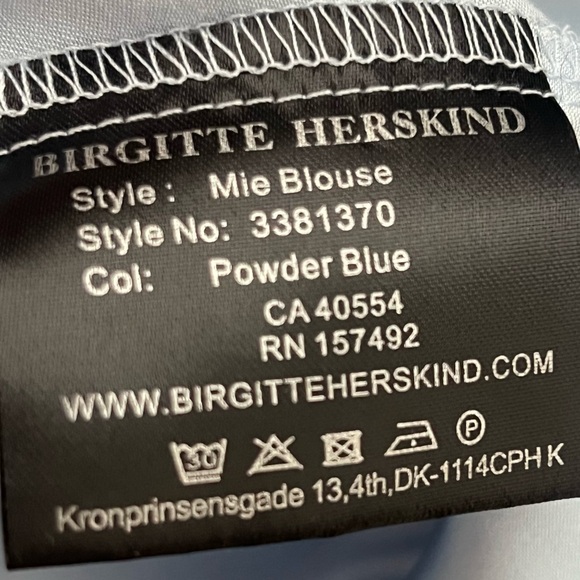 BIRGITTE HERSKIND
Style : Mie Blouse
Style No: 3381370
Col: Powder Blue
CA 40554
RN 157492
WWW.BIRGITTEHERSKIND.COM
30 P
Kronprinsensgade 13,4th,DK-1114CPH K